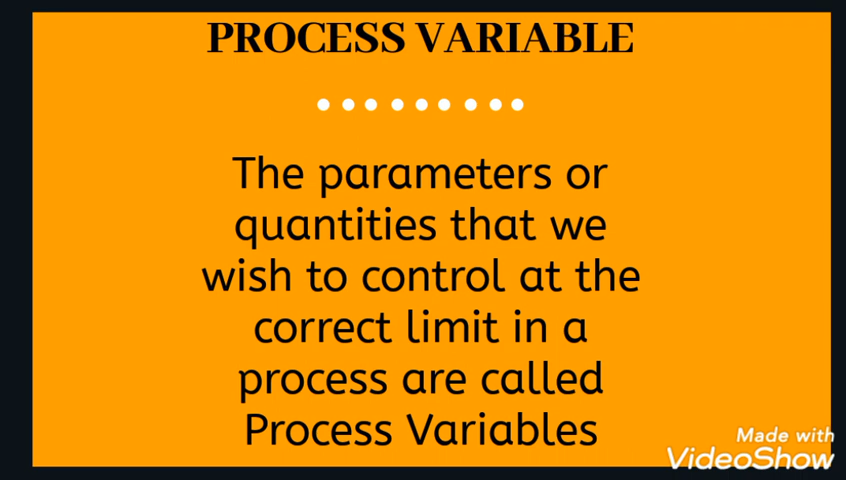 PROCESS VARIABLE
The parameters or
quantities that we
wish to control at the
correct limit in a
process are called
Process Variables
Made with
VideoShow